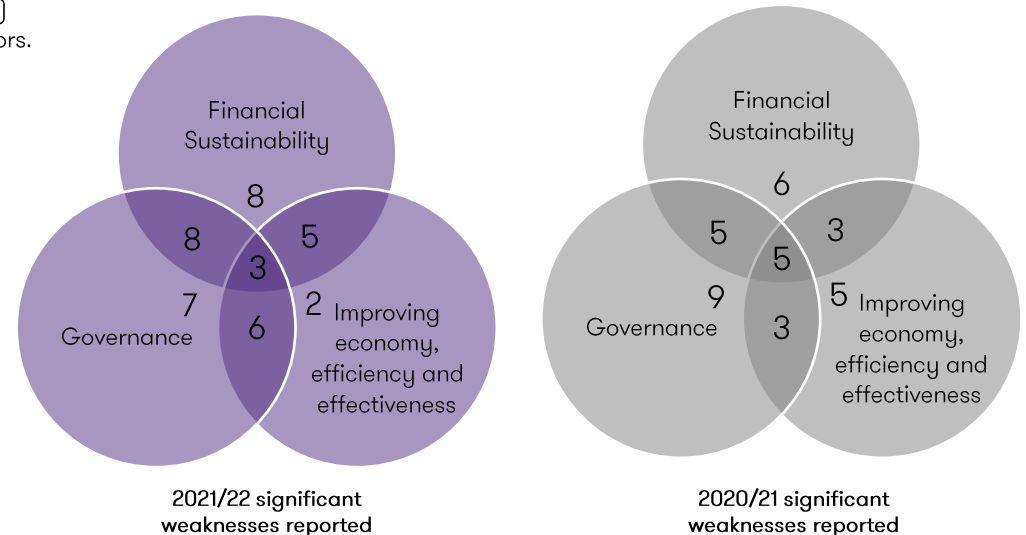 ors.
Financial
Sustainability
8
8
5
3
7
2
6
Governance
Improving
economy,
efficiency and
effectiveness
2021/22 significant
weaknesses reported
Financial
Sustainability
6
5
3
5
9
5
3
Governance
Improving
economy,
efficiency and
effectiveness
2020/21 significant
weaknesses reported